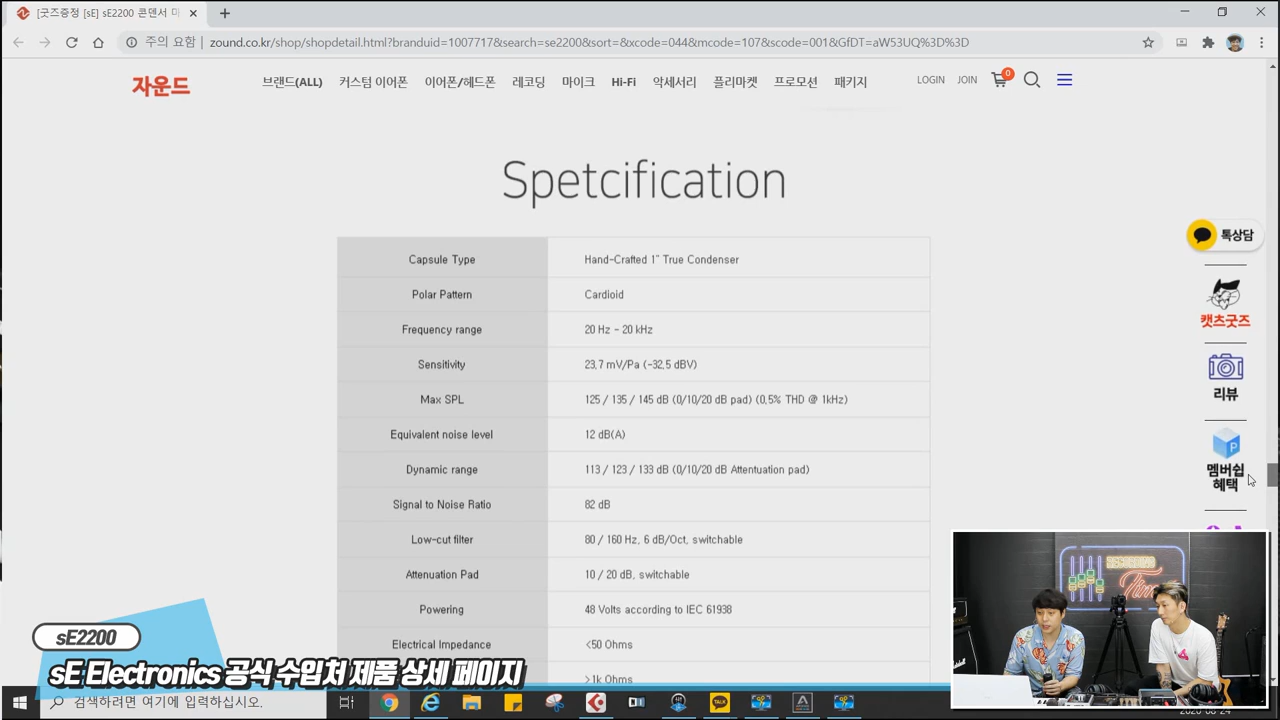 [굿즈증정 [sE] sE2200 콘덴서 마
주의 요함 | zound.co.kr/shop/shopdetail.html?branduid=1007717&search=se2200&sort=&xcode=044&mcode=107&scode=001&GfDT=aW53UQ%3D%3D
자운드 브랜드(ALL) 커스텀 이어폰 이어폰/헤드폰 레코딩 마이크 Hi-Fi 악세서리 플리마켓 프로모션 패키지 LOGIN JOIN 0
Spetcification
톡상담
캣츠굿즈
리뷰
멤버쉽
혜택
Capsule Type Hand-Crafted 1" True Condenser
Polar Pattern Cardioid
Frequency range 20 Hz - 20 kHz
Sensitivity 23.7 mV/Pa (-32.5 dBV)
Max SPL 125 / 135 / 145 dB (0/10/20 dB pad) (0.5% THD @ 1kHz)
Equivalent noise level 12 dB(A)
Dynamic range 113 / 123 / 133 dB (0/10/20 dB Attentuation pad)
Signal to Noise Ratio 82 dB
Low-cut filter 80 / 160 Hz, 6 dB/Oct, switchable
Attenuation Pad 10 / 20 dB, switchable
Powering 48 Volts according to IEC 61938
Electrical Impedance <50 Ohms
>1k Ohms
RECORDING
Time
sE2200
sE Electronics 공식 수입처 제품 상세 페이지
검색하려면 여기에 입력하십시오.
TALK
2020-08-24